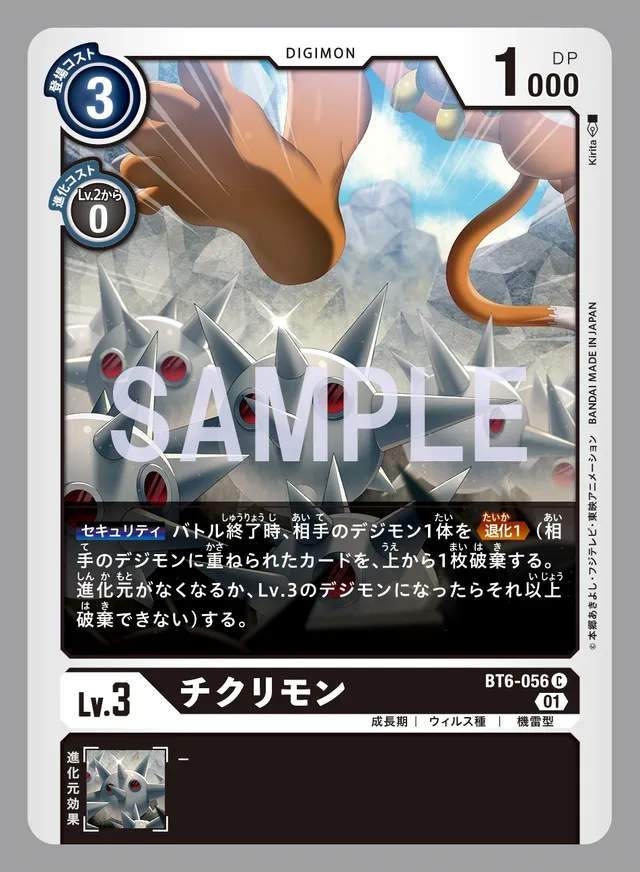 登場コスト
3
DIGIMON
1000
DP
進化コスト
Lv.2から
0
Kirita
SAMPLE
セキュリティ バトル終了時、相手のデジモン1体を 退化1 (相
手のデジモンに重ねられたカードを、上から1枚破棄する。
進化元がなくなるか、Lv.3のデジモンになったらそれ以上
破棄できない)する。
©本郷あきよし・フジテレビ・東映アニメーション BANDAI MADE IN JAPAN
BT6-056 C
01
Lv.3
チクリモン
成長期 | ウィルス種 | 機雷型
進化元効果
－